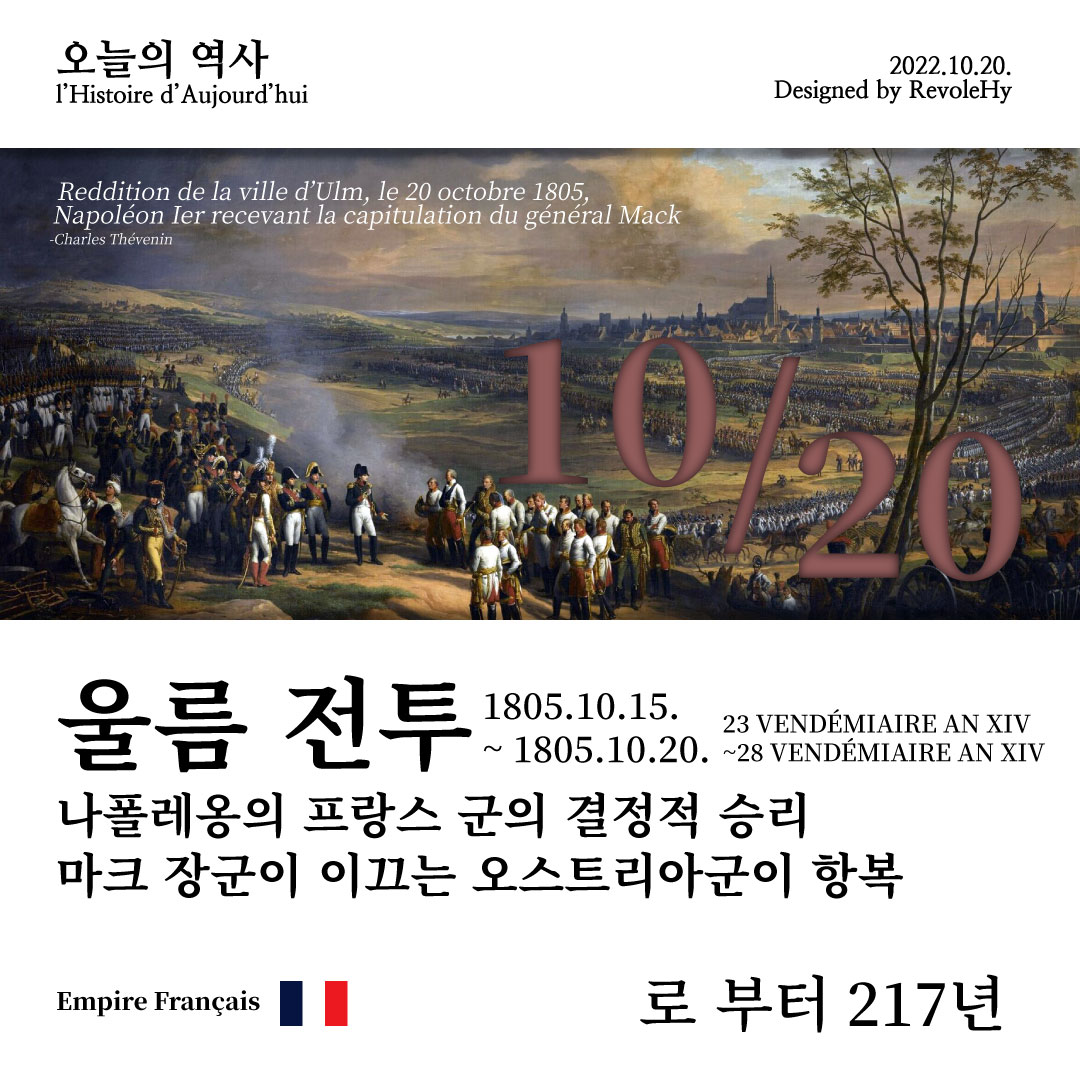 오늘의 역사
l’Histoire d’Aujourd’hui
2022.10.20.
Designed by RevoleHy
Reddition de la ville d’Ulm, le 20 octobre 1805,
Napoléon Ier recevant la capitulation du général Mack
-Charles Thévenin
10/20
울름 전투
1805.10.15.
~ 1805.10.20.
23 VENDÉMIAIRE AN XIV
~28 VENDÉMIAIRE AN XIV
나폴레옹의 프랑스 군의 결정적 승리
마크 장군이 이끄는 오스트리아군이 항복
Empire Français
로 부터 217년